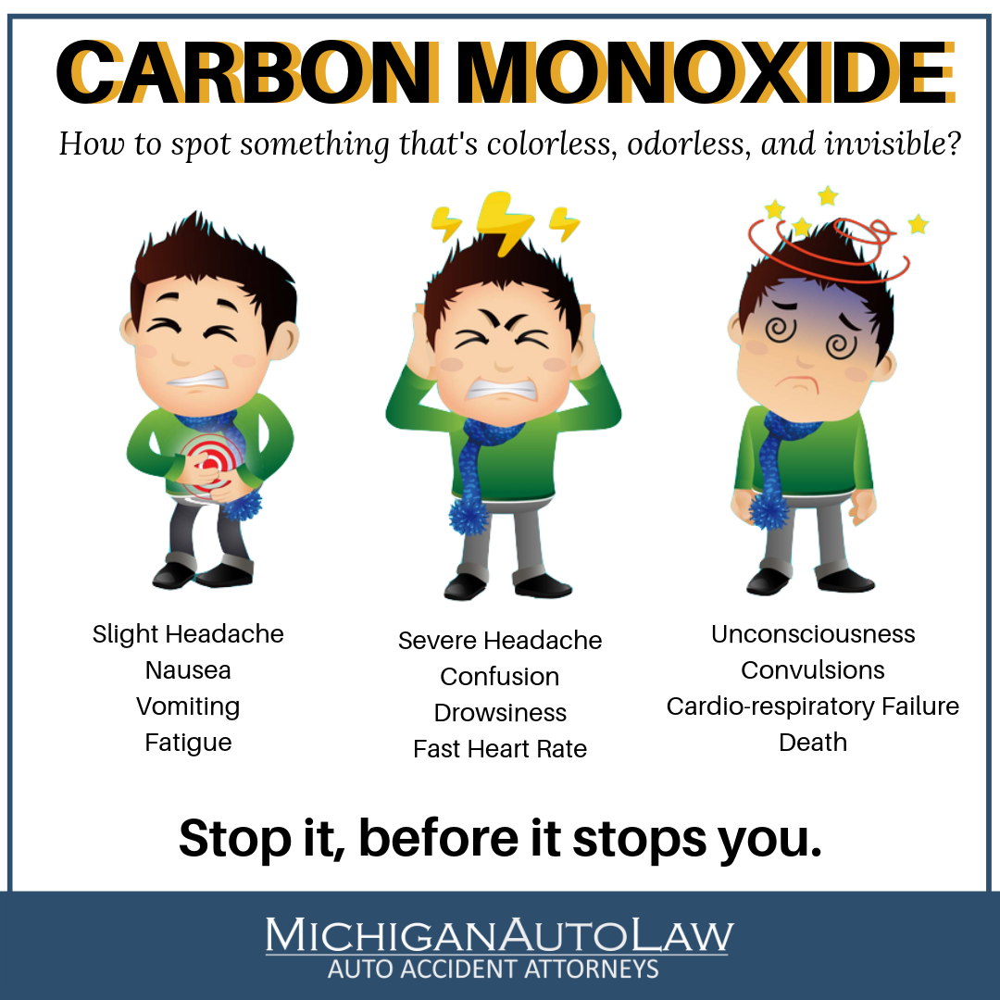 CARBON MONOXIDE
How to spot something that's colorless, odorless, and invisible?
Slight Headache
Nausea
Vomiting
Fatigue
Severe Headache
Confusion
Drowsiness
Fast Heart Rate
Unconsciousness
Convulsions
Cardio-respiratory Failure
Death
Stop it, before it stops you.
MICHIGANAUTOLAW
AUTO ACCIDENT ATTORNEYS